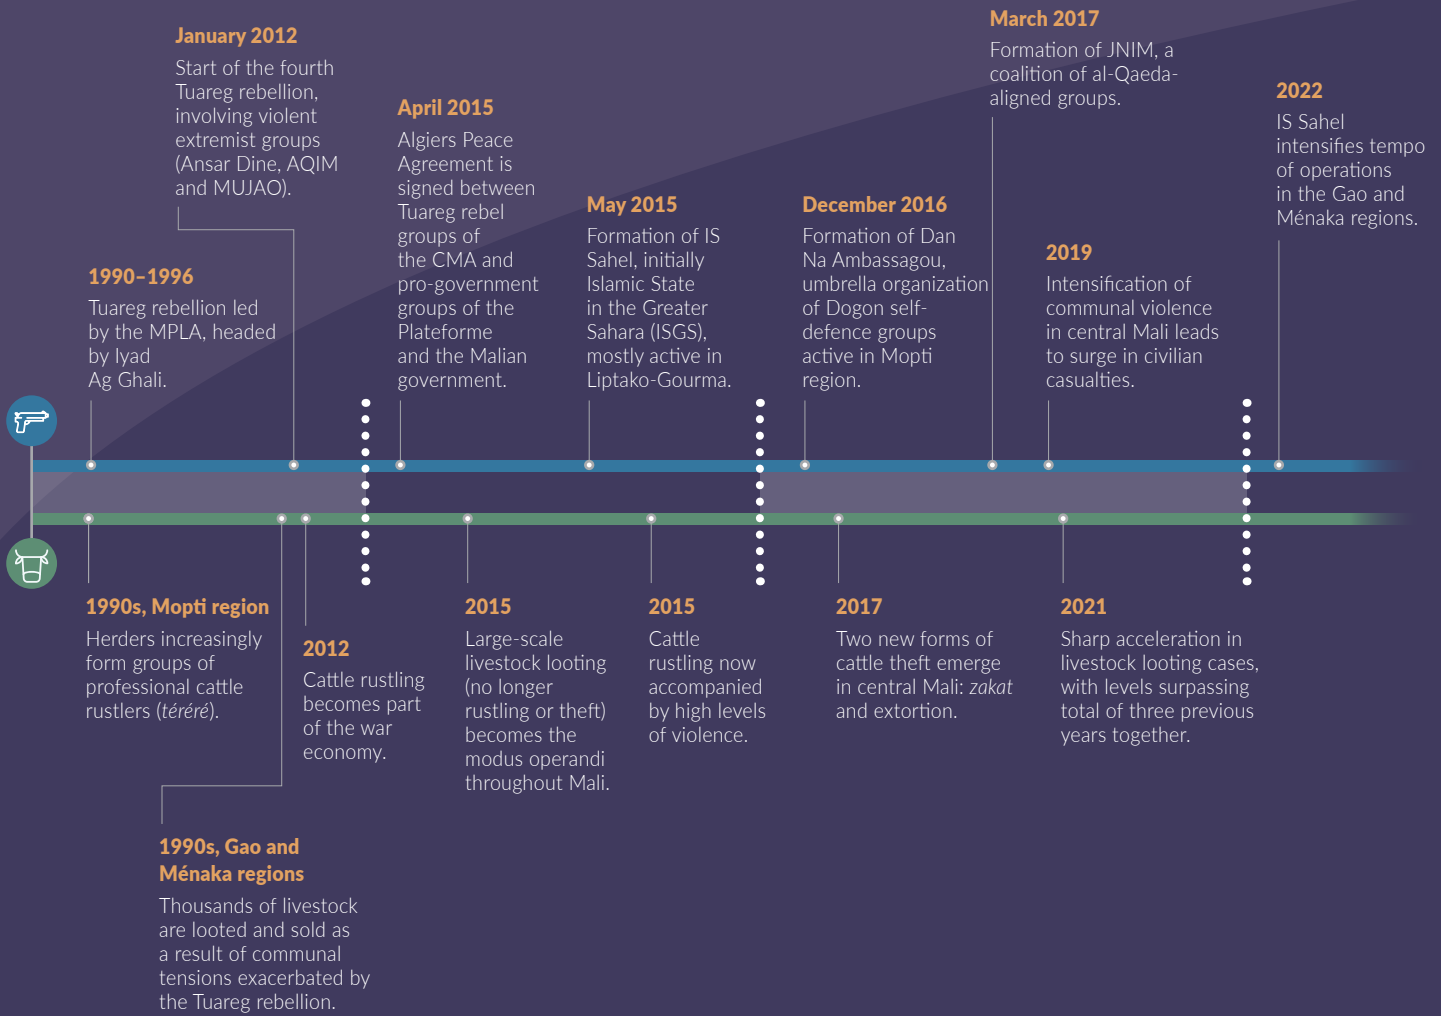 January 2012
Start of the fourth
Tuareg rebellion,
involving violent
extremist groups
(Ansar Dine, AQIM
and MUJAO).
1990–1996
Tuareg rebellion led
by the MPLA, headed
by Iyad
Ag Ghali.
April 2015
Algiers Peace
Agreement is
signed between
Tuareg rebel
groups of
the CMA and
pro-government
groups of the
Plateforme
and the Malian
government.
May 2015
Formation of IS
Sahel, initially
Islamic State
in the Greater
Sahara (ISGS),
mostly active in
Liptako-Gourma.
December 2016
Formation of Dan
Na Ambassagou,
umbrella organization
of Dogon self-
defence groups
active in Mopti
region.
March 2017
Formation of JNIM, a
coalition of al-Qaeda-
aligned groups.
2019
Intensification of
communal violence
in central Mali leads
to surge in civilian
casualties.
2022
IS Sahel
intensifies tempo
of operations
in the Gao and
Ménaka regions.
1990s, Mopti region
Herders increasingly
form groups of
professional cattle
rustlers (téréré).
1990s, Gao and
Ménaka regions
Thousands of livestock
are looted and sold as
a result of communal
tensions exacerbated by
the Tuareg rebellion.
2012
Cattle rustling
becomes part
of the war
economy.
2015
Large-scale
livestock looting
(no longer
rustling or theft)
becomes the
modus operandi
throughout Mali.
2015
Cattle
rustling now
accompanied
by high levels
of violence.
2017
Two new forms of
cattle theft emerge
in central Mali: zakat
and extortion.
2021
Sharp acceleration in
livestock looting cases,
with levels surpassing
total of three previous
years together.